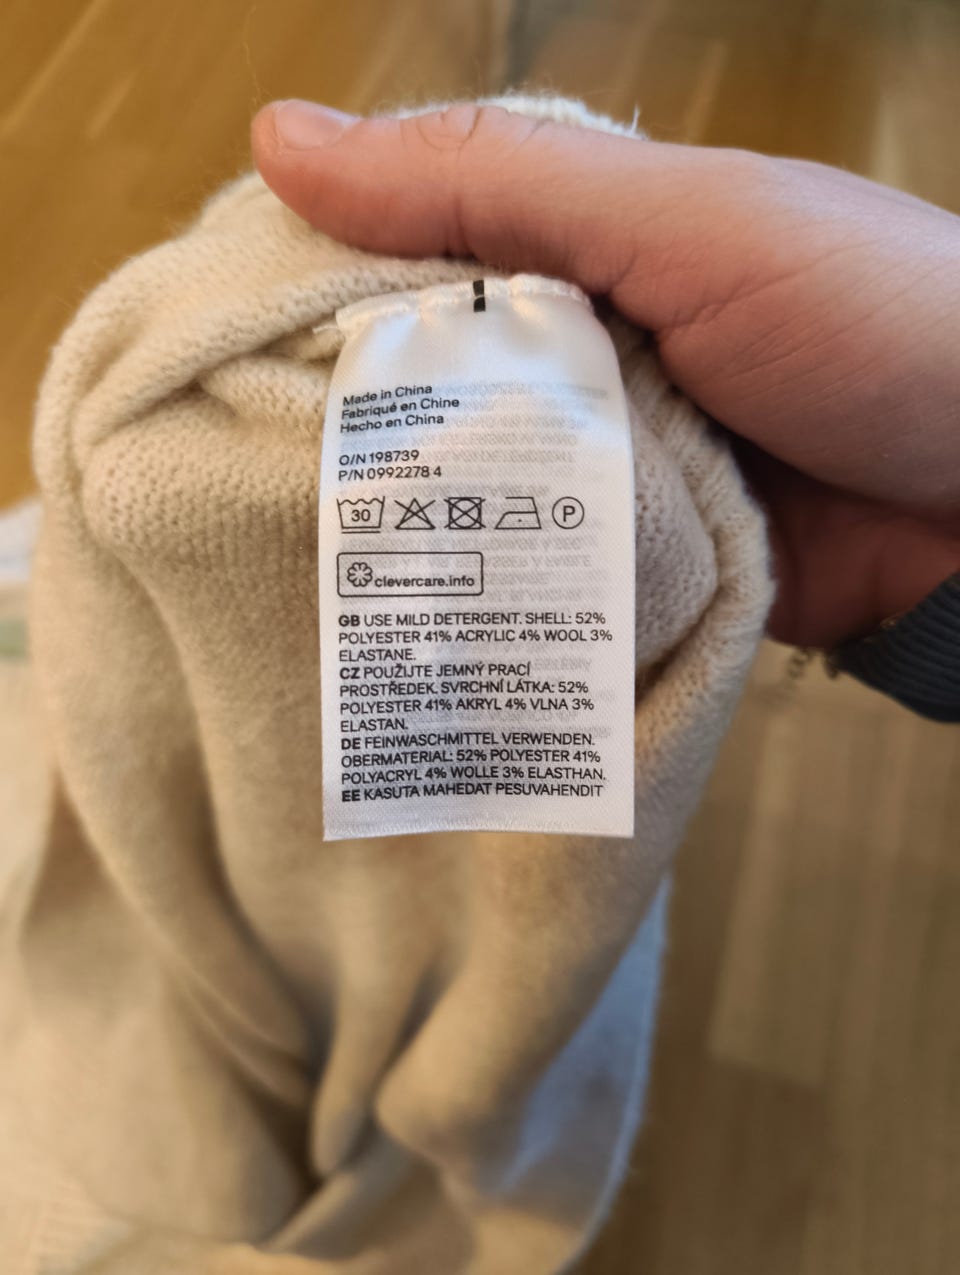 Made in China
Fabriqué en Chine
Hecho en China
O/N 198739
P/N 0992278 4
30 P
clevercare.info
GB USE MILD DETERGENT. SHELL: 52%
POLYESTER 41% ACRYLIC 4% WOOL 3%
ELASTANE.
CZ POUŽIJTE JEMNÝ PRACÍ
PROSTŘEDEK. SVRCHNÍ LÁTKA: 52%
POLYESTER 41% AKRYL 4% VLNA 3%
ELASTAN.
DE FEINWASCHMITTEL VERWENDEN.
OBERMATERIAL: 52% POLYESTER 41%
POLYACRYL 4% WOLLE 3% ELASTHAN.
EE KASUTA MAHEDAT PESUVAHENDIT